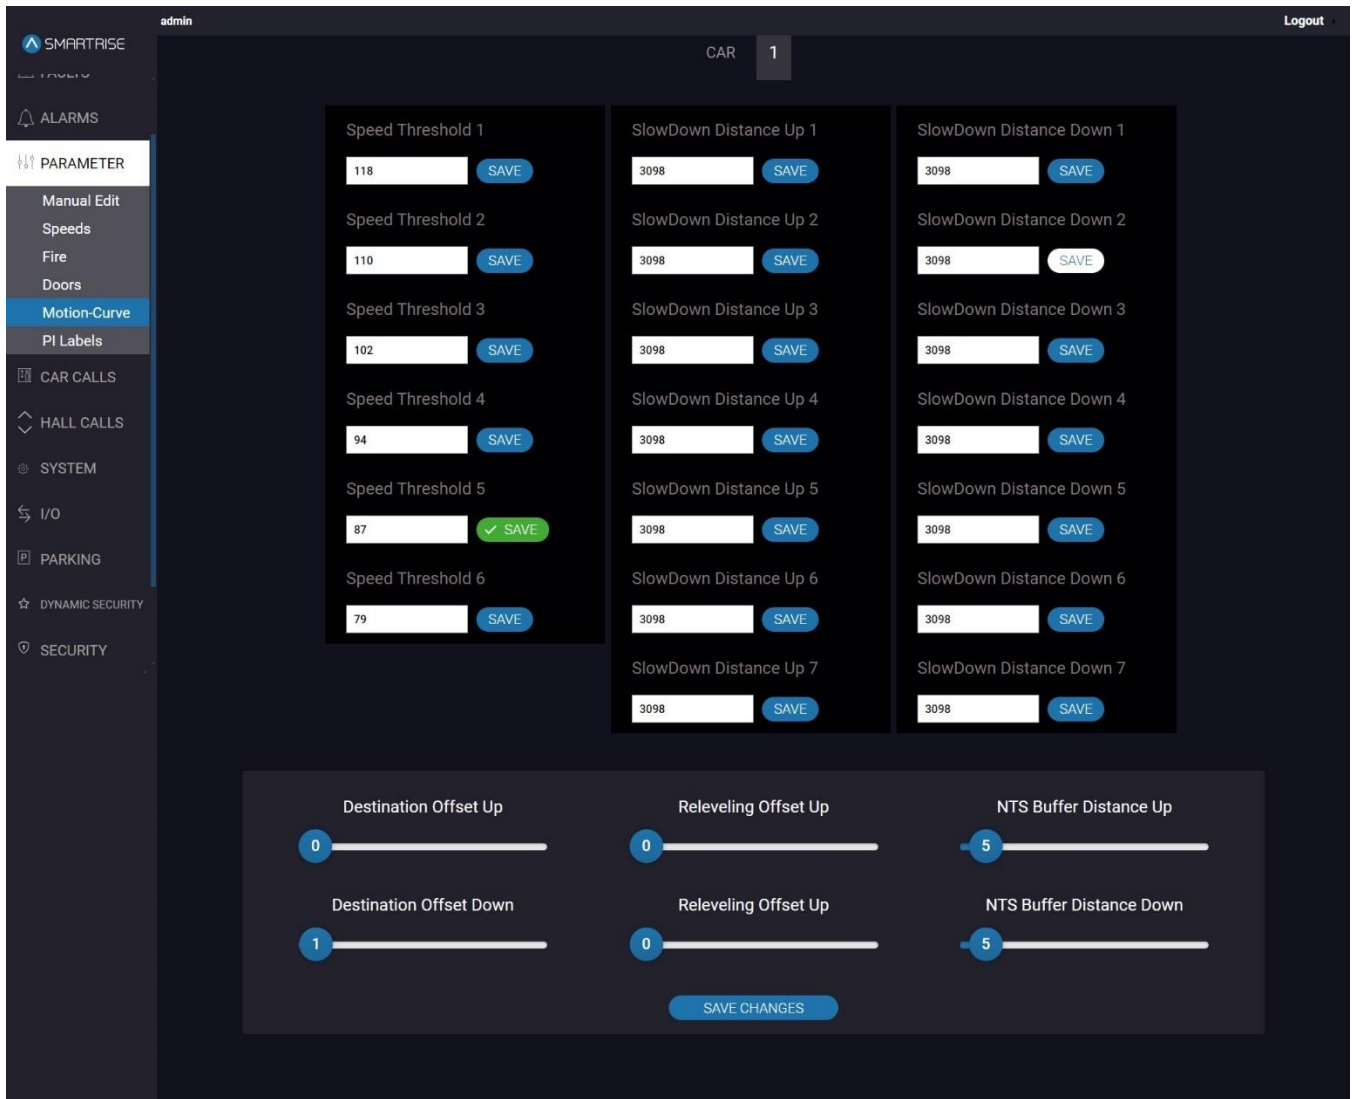 admin
Logout
SMARTRISE
CAR 1
ALARMS
PARAMETER
Manual Edit
Speeds
Fire
Doors
Motion-Curve
PI Labels
CAR CALLS
HALL CALLS
SYSTEM
I/O
PARKING
DYNAMIC SECURITY
SECURITY
Speed Threshold 1
118 SAVE
Speed Threshold 2
110 SAVE
Speed Threshold 3
102 SAVE
Speed Threshold 4
94 SAVE
Speed Threshold 5
87 SAVE
Speed Threshold 6
79 SAVE
SlowDown Distance Up 1
3098 SAVE
SlowDown Distance Up 2
3098 SAVE
SlowDown Distance Up 3
3098 SAVE
SlowDown Distance Up 4
3098 SAVE
SlowDown Distance Up 5
3098 SAVE
SlowDown Distance Up 6
3098 SAVE
SlowDown Distance Up 7
3098 SAVE
SlowDown Distance Down 1
3098 SAVE
SlowDown Distance Down 2
3098 SAVE
SlowDown Distance Down 3
3098 SAVE
SlowDown Distance Down 4
3098 SAVE
SlowDown Distance Down 5
3098 SAVE
SlowDown Distance Down 6
3098 SAVE
SlowDown Distance Down 7
3098 SAVE
Destination Offset Up
0
Releveling Offset Up
0
NTS Buffer Distance Up
5
Destination Offset Down
1
Releveling Offset Up
0
NTS Buffer Distance Down
5
SAVE CHANGES